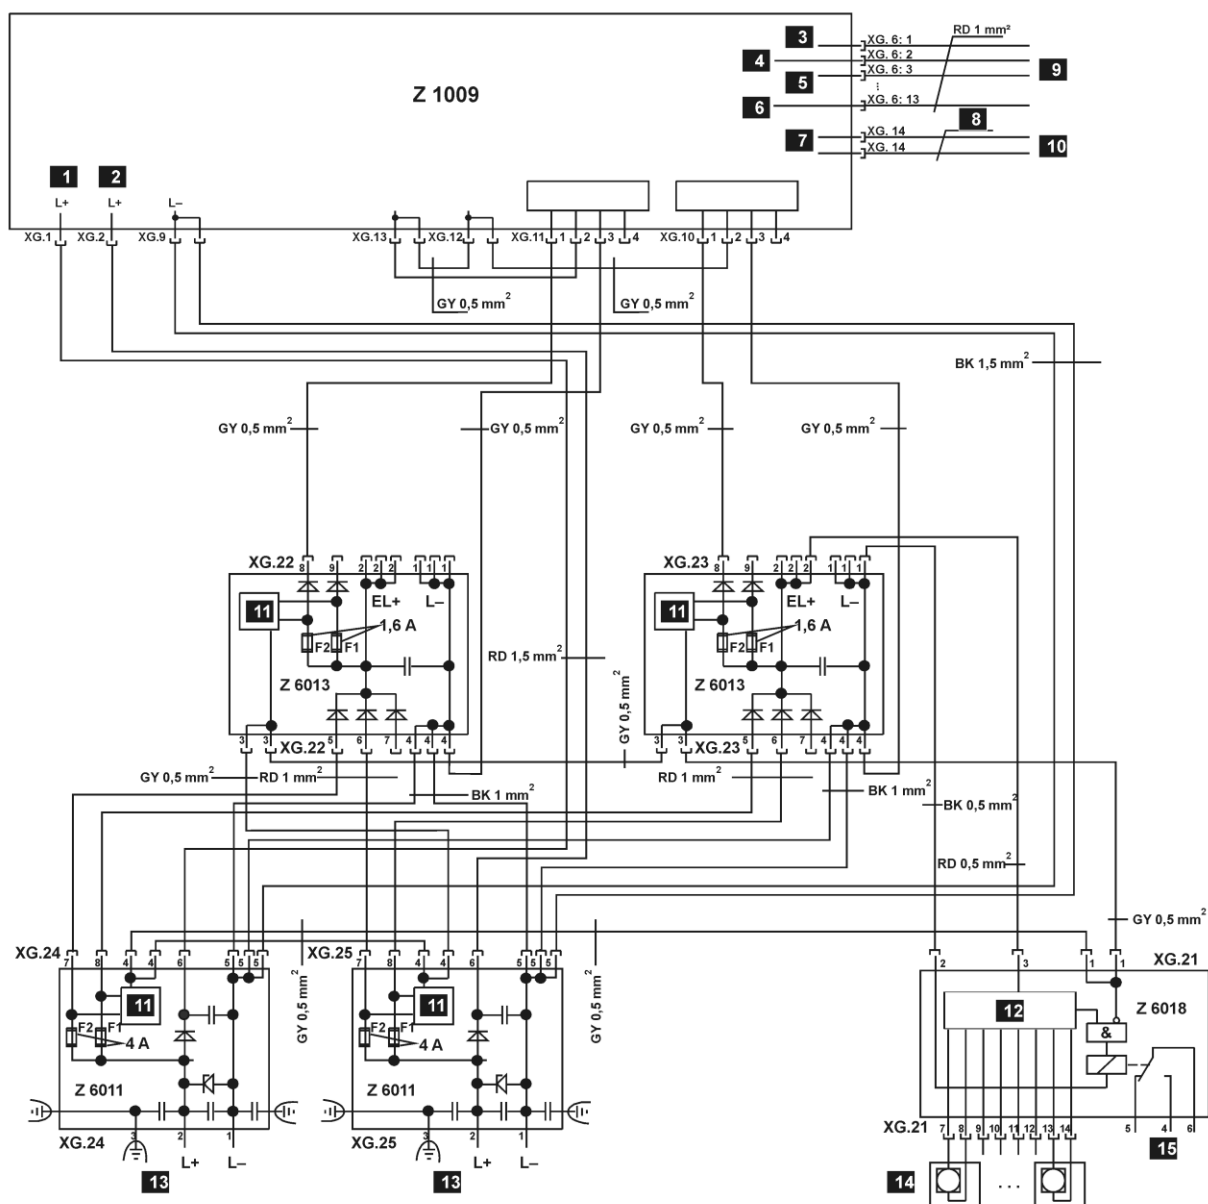 3 XG. 6: 1 RD 1 mm²
4 XG. 6: 2
5 XG. 6: 3 9
⋮
6 XG. 6: 13
Z 1009
8
7 XG. 14
XG. 14 10
1 2
L+ L+ L–
XG.1 XG.2 XG.9 XG.13 XG.12 XG.11 1 2 3 4 XG.10 1 2 3 4
GY 0,5 mm² GY 0,5 mm²
BK 1,5 mm²
GY 0,5 mm² GY 0,5 mm² GY 0,5 mm² GY 0,5 mm²
XG.22 8 9 2 2 2 1 1 1 XG.23 8 9 2 2 2 1 1 1
11 EL+ L– 11 EL+ L–
1,6 A 1,6 A
F2 F1 F2 F1
RD 1,5 mm²
Z 6013 Z 6013
GY 0,5 mm²
3 3 XG.22 5 6 7 4 4 4 3 3 XG.23 5 6 7 4 4 4
GY 0,5 mm² RD 1 mm² RD 1 mm²
BK 1 mm² BK 1 mm² BK 0,5 mm²
RD 0,5 mm²
GY 0,5 mm²
XG.24 7 8 4 4 6 5 5 5 XG.25 7 8 4 4 6 5 5 5 2 3 1 1 XG.21
GY 0,5 mm² GY 0,5 mm²
11 11 12 Z 6018
F2 F1 F2 F1 &
4 A 4 A
Z 6011 Z 6011
XG.24 3 2 1 XG.25 3 2 1 XG.21 7 8 9 10 11 12 13 14 5 4 6
L+ L– L+ L– 15
13 13 14 . . .